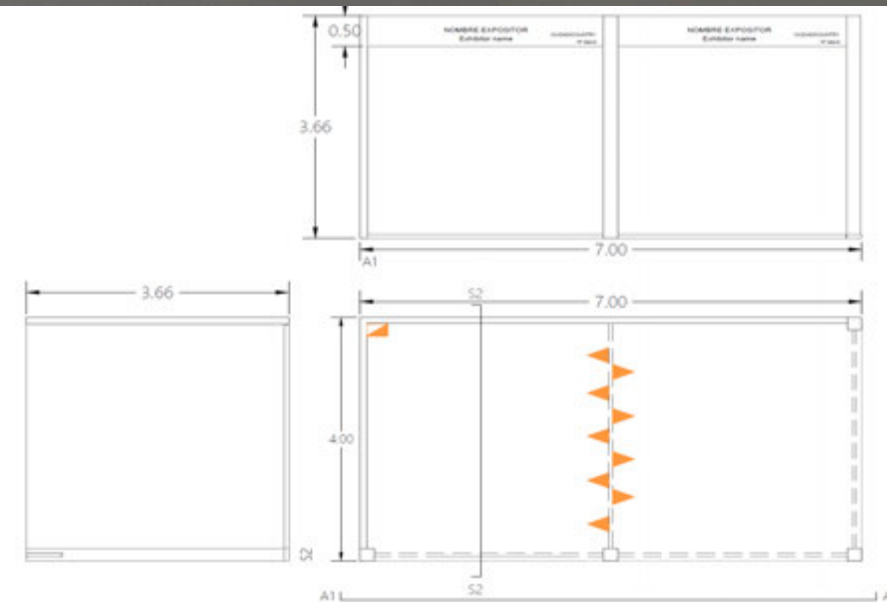 0.50
NOMBRE EXPOSITOR
Exhibitor name
NOMBRE EXPOSITOR
Exhibitor name
3.66
7.00
A1
3.66
S2
7.00
4.00
S2
S2
A1